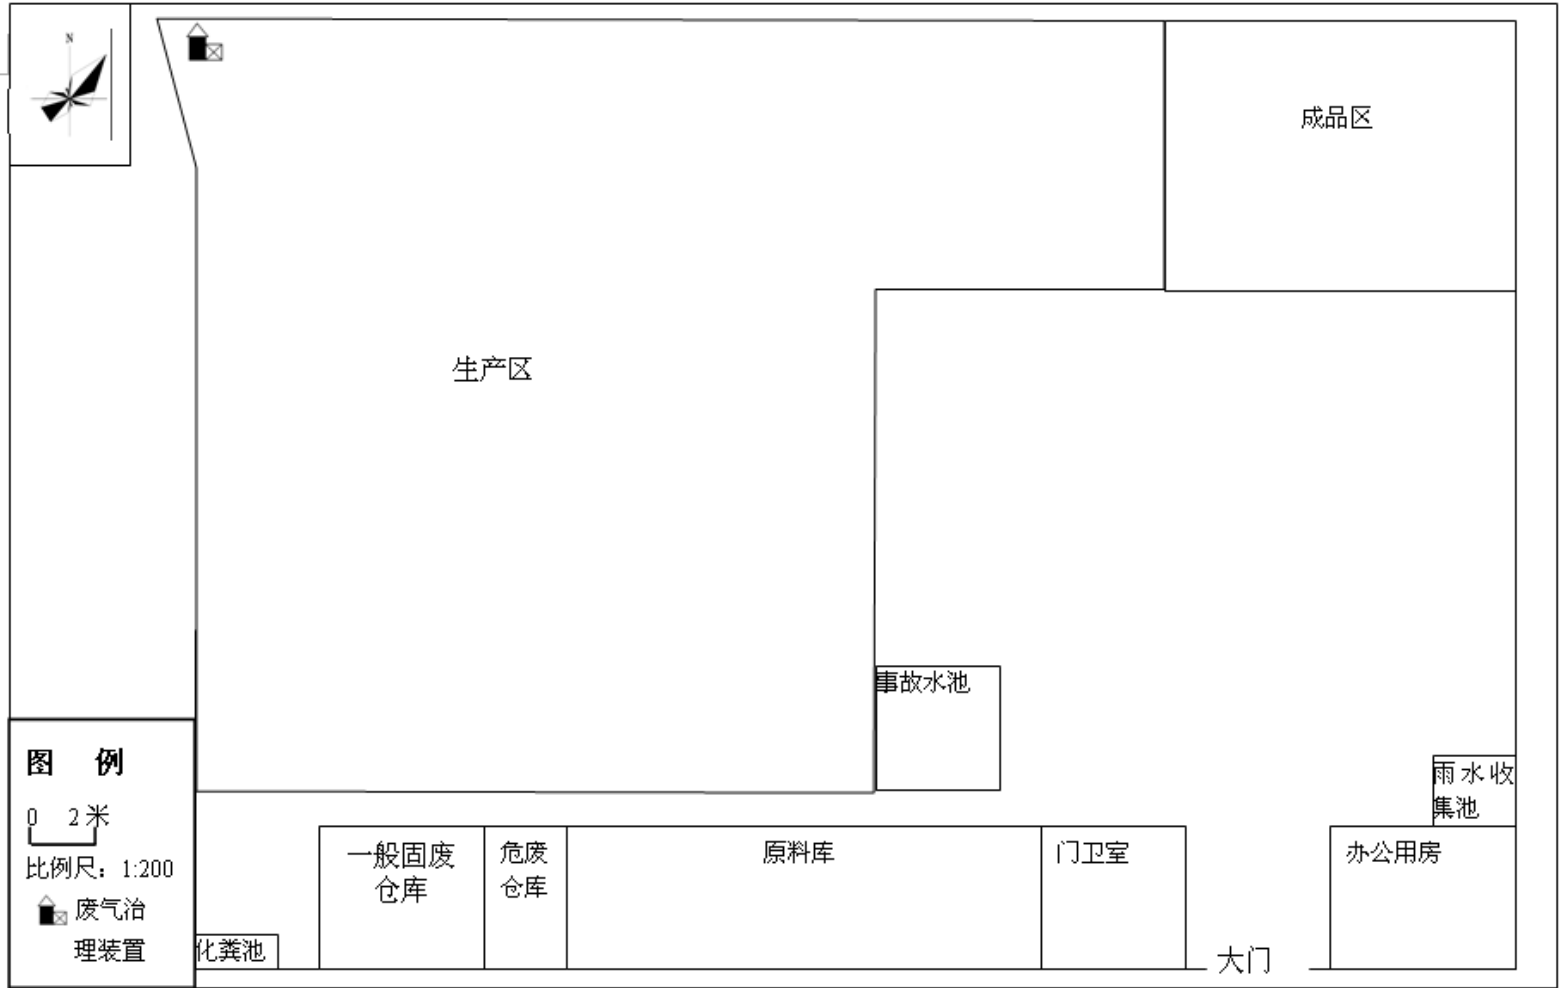 N
成品区
生产区
事故水池
雨水收
集池
图 例
0 2米
比例尺：1:200
废气治
理装置
一般固废
仓库
危废
仓库
原料库
门卫室
办公用房
化粪池
大门